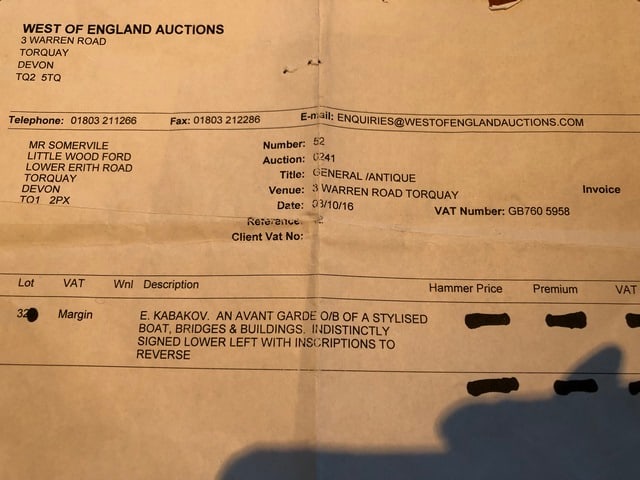 WEST OF ENGLAND AUCTIONS
3 WARREN ROAD
TORQUAY
DEVON
TQ2 5TQ
Telephone: 01803 211266 Fax: 01803 212286 E-mail: ENQUIRIES@WESTOFENGLANDAUCTIONS.COM
MR SOMERVILE
LITTLE WOOD FORD
LOWER ERITH ROAD
TORQUAY
DEVON
TO1 2PX
Number: 52
Auction: 0241
Title: GENERAL /ANTIQUE
Venue: 3 WARREN ROAD TORQUAY
Date: 03/10/16
Reference:
Client Vat No:
Invoice
VAT Number: GB760 5958
Lot VAT Wnl Description Hammer Price Premium VAT
Margin E. KABAKOV. AN AVANT GARDE O/B OF A STYLISED
BOAT, BRIDGES & BUILDINGS. INDISTINCTLY
SIGNED LOWER LEFT WITH INSCRIPTIONS TO
REVERSE